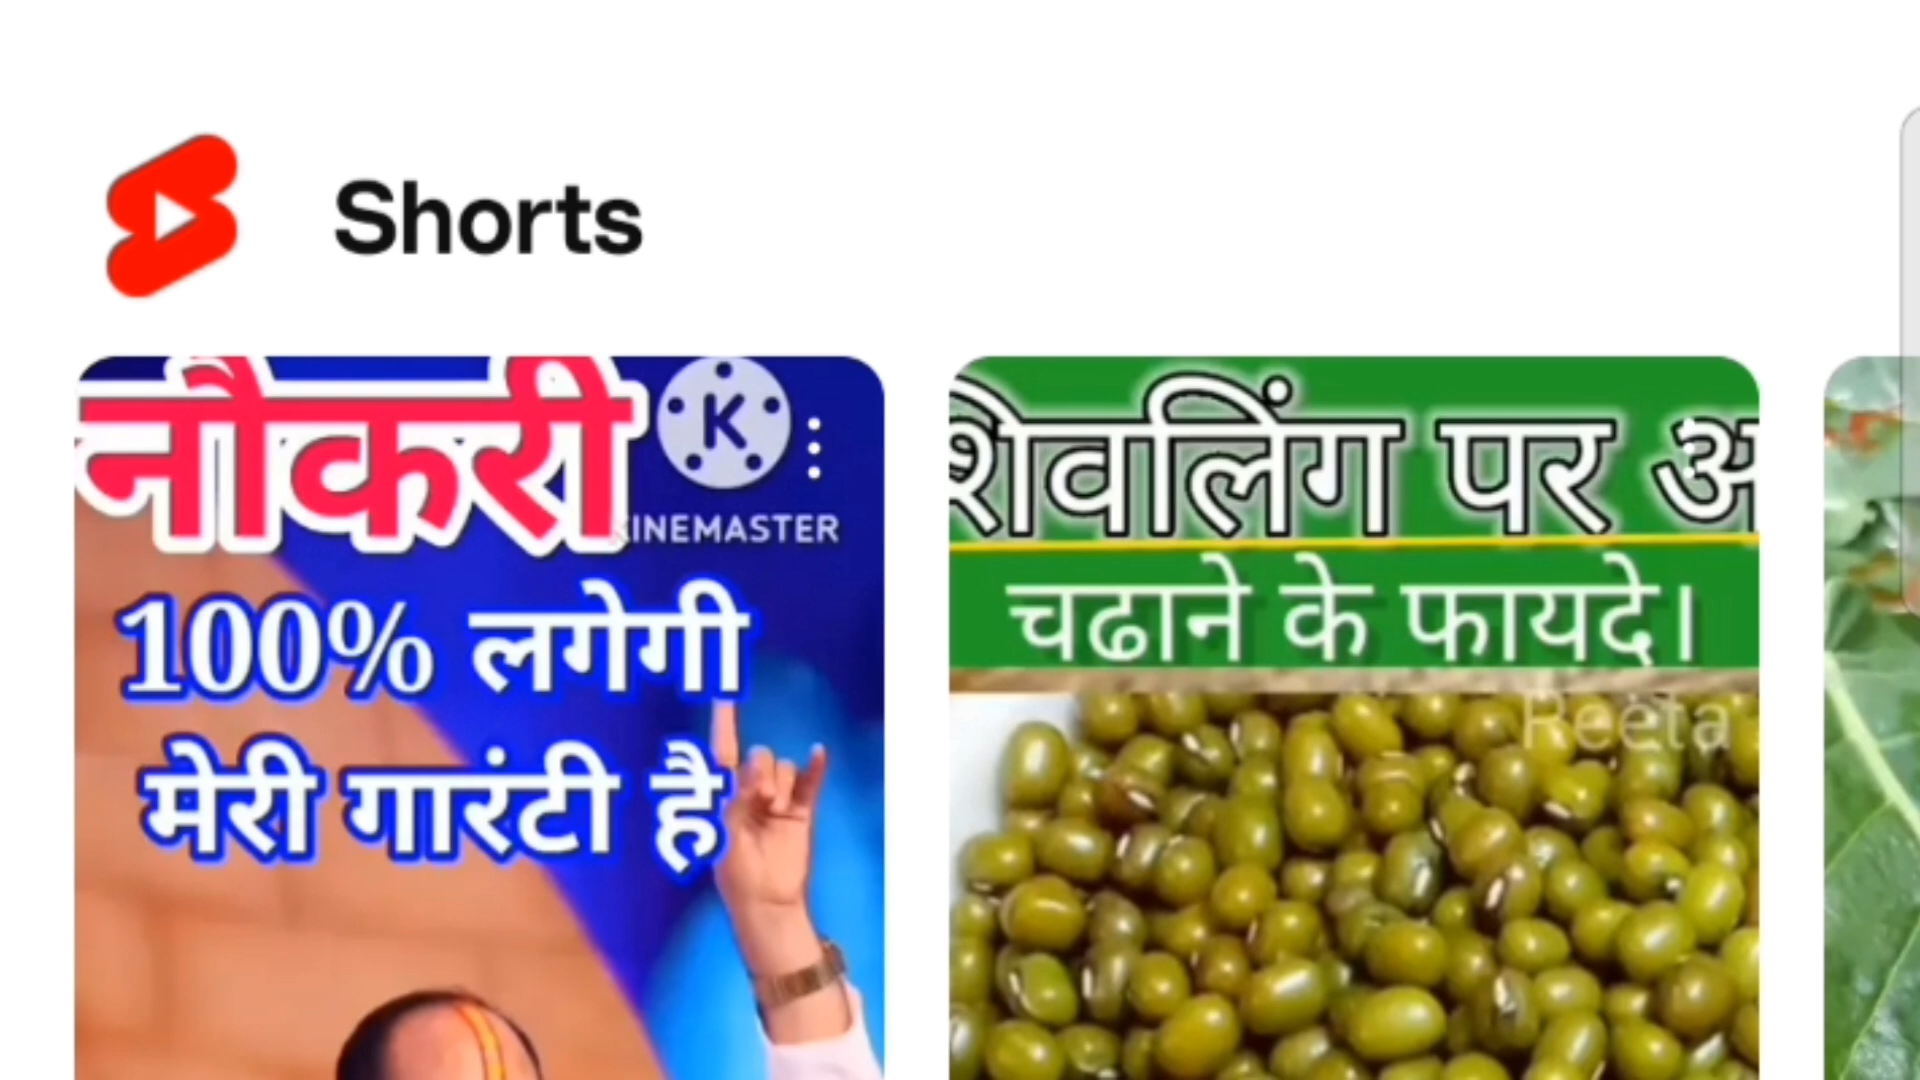 Shorts
नौकरी
K
KINEMASTER
100% लगेगी
मेरी गारंटी है
शिवलिंग पर अ
चढाने के फायदे।
Reeta